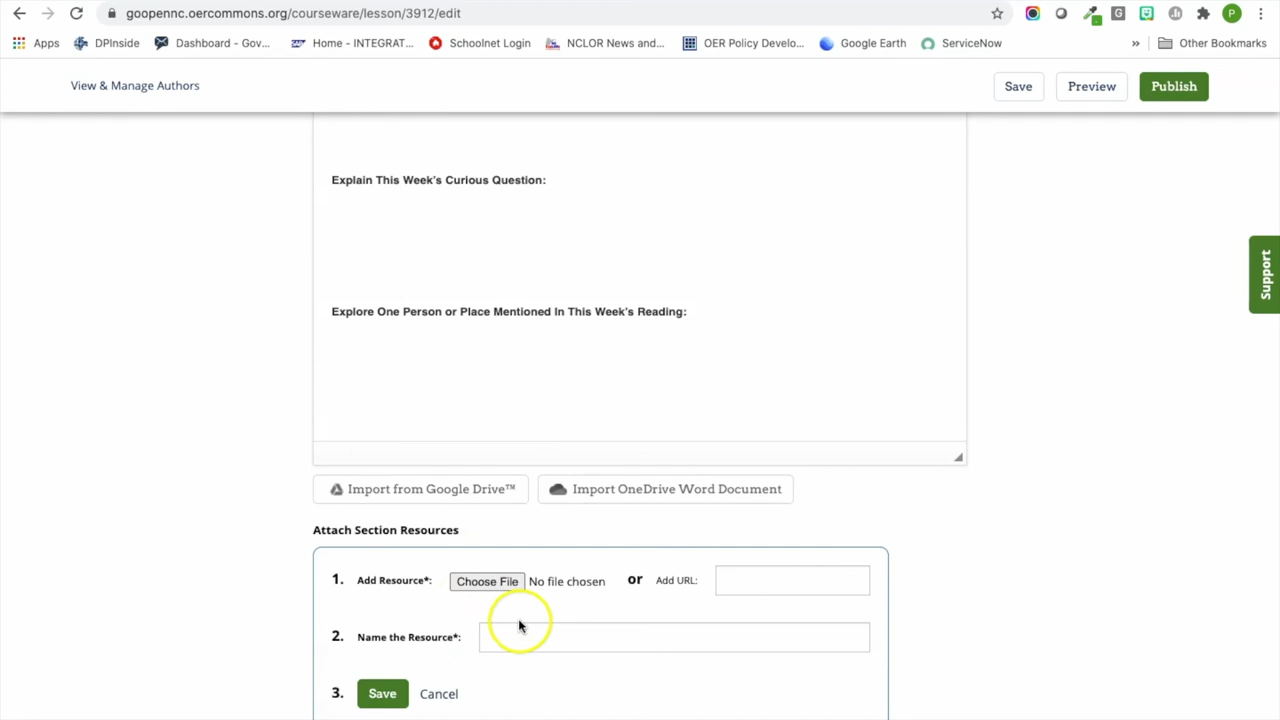 goopennc.oercommons.org/courseware/lesson/3912/edit
Apps DPInside Dashboard - Gov... Home - INTEGRAT... Schoolnet Login NCLOR News and... OER Policy Develo... Google Earth ServiceNow » Other Bookmarks
View & Manage Authors Save Preview Publish
Explain This Week's Curious Question:
Support
Explore One Person or Place Mentioned In This Week's Reading:
Import from Google Drive™ Import OneDrive Word Document
Attach Section Resources
1. Add Resource*: Choose File No file chosen or Add URL:
2. Name the Resource*:
3. Save Cancel